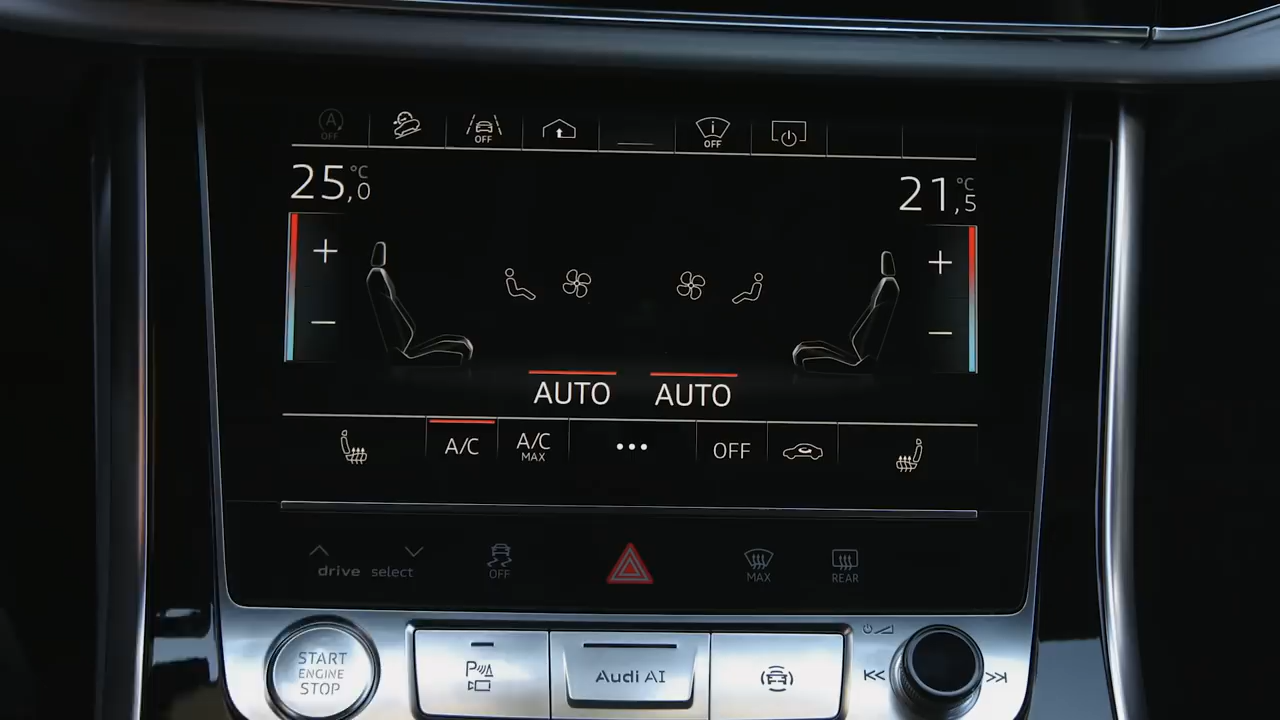 A
OFF
OFF
i
OFF
25,0 °C
21,5 °C
+
+
−
−
AUTO
AUTO
A/C
A/C
MAX
•••
OFF
drive select
OFF
MAX
REAR
START
ENGINE
STOP
P
Audi AI